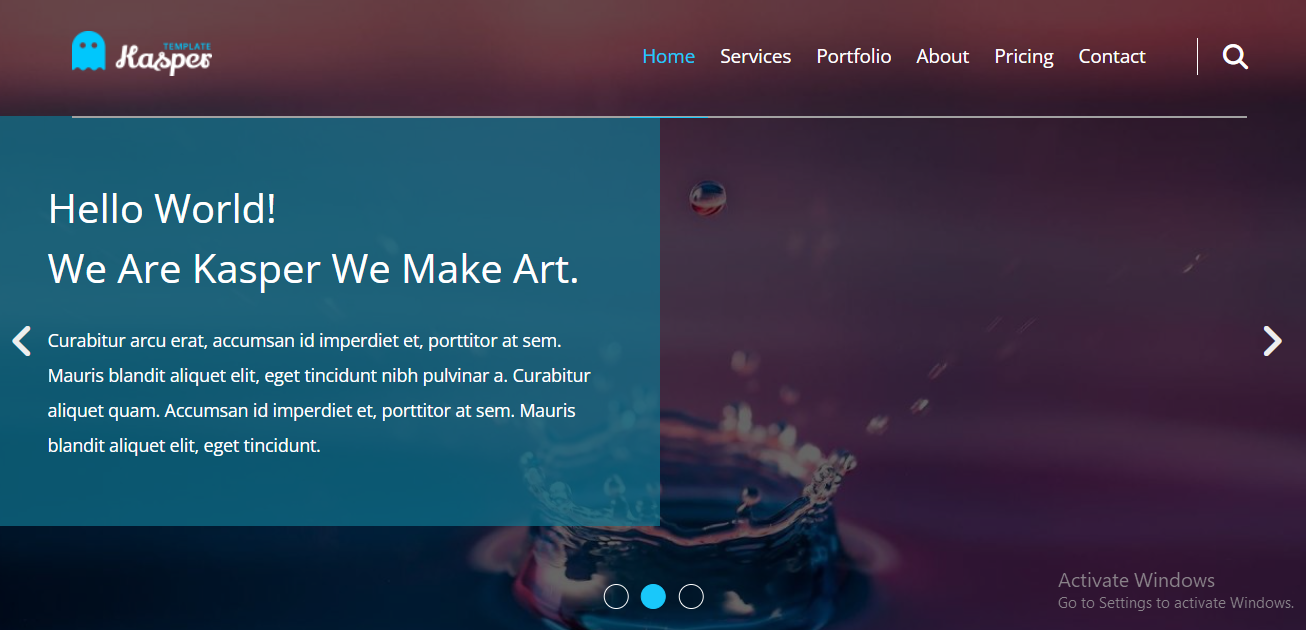 TEMPLATE
Kasper
Home Services Portfolio About Pricing Contact
Hello World!
We Are Kasper We Make Art.
Curabitur arcu erat, accumsan id imperdiet et, porttitor at sem.
Mauris blandit aliquet elit, eget tincidunt nibh pulvinar a. Curabitur
aliquet quam. Accumsan id imperdiet et, porttitor at sem. Mauris
blandit aliquet elit, eget tincidunt.
Activate Windows
Go to Settings to activate Windows.